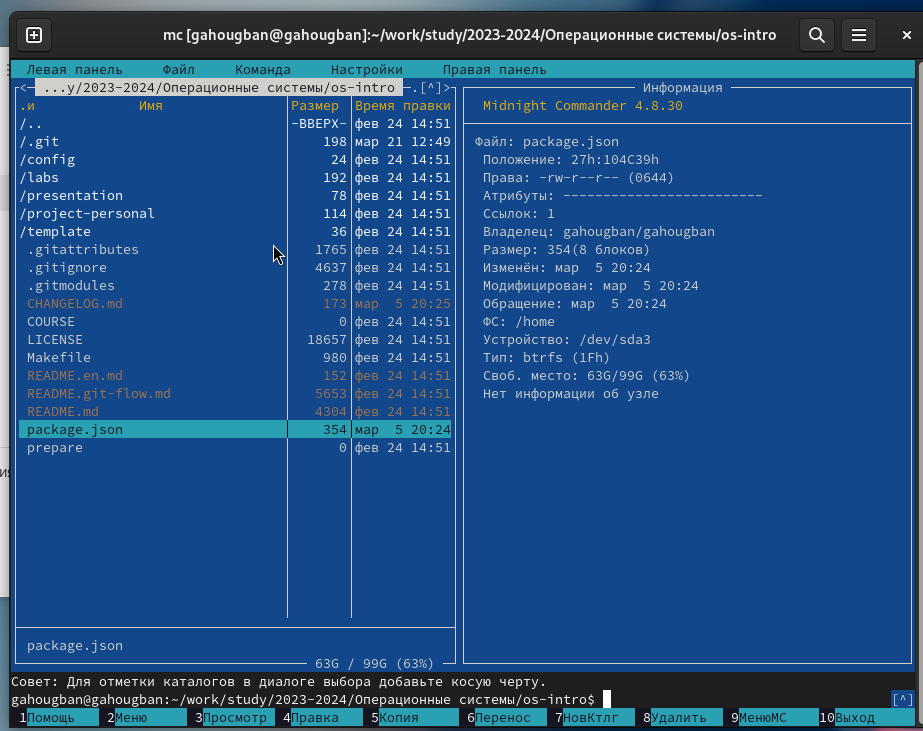 mc [gahougban@gahougban]:~/work/study/2023-2024/Операционные системы/os-intro
Левая панель Файл Команда Настройки Правая панель
<— ...y/2023-2024/Операционные системы/os-intro —.[^]>
.и Имя Размер Время правки
/.. -ВВЕРХ- фев 24 14:51
/.git 198 мар 21 12:49
/config 24 фев 24 14:51
/labs 192 фев 24 14:51
/presentation 78 фев 24 14:51
/project-personal 114 фев 24 14:51
/template 36 фев 24 14:51
.gitattributes 1765 фев 24 14:51
.gitignore 4637 фев 24 14:51
.gitmodules 278 фев 24 14:51
CHANGELOG.md 173 мар 5 20:25
COURSE 0 фев 24 14:51
LICENSE 18657 фев 24 14:51
Makefile 980 фев 24 14:51
README.en.md 152 фев 24 14:51
README.git-flow.md 5653 фев 24 14:51
README.md 4304 фев 24 14:51
package.json 354 мар 5 20:24
prepare 0 фев 24 14:51
package.json
63G / 99G (63%)
Информация
Midnight Commander 4.8.30
Файл: package.json
Положение: 27h:104C39h
Права: -rw-r--r-- (0644)
Атрибуты: -------------------------
Ссылок: 1
Владелец: gahougban/gahougban
Размер: 354(8 блоков)
Изменён: мар 5 20:24
Модифицирован: мар 5 20:24
Обращение: мар 5 20:24
ФС: /home
Устройство: /dev/sda3
Тип: btrfs (1Fh)
Своб. место: 63G/99G (63%)
Нет информации об узле
Совет: Для отметки каталогов в диалоге выбора добавьте косую черту.
gahougban@gahougban:~/work/study/2023-2024/Операционные системы/os-intro$ [^]
1Помощь 2Меню 3Просмотр 4Правка 5Копия 6Перенос 7НовКтлг 8Удалить 9МенюMC 10Выход